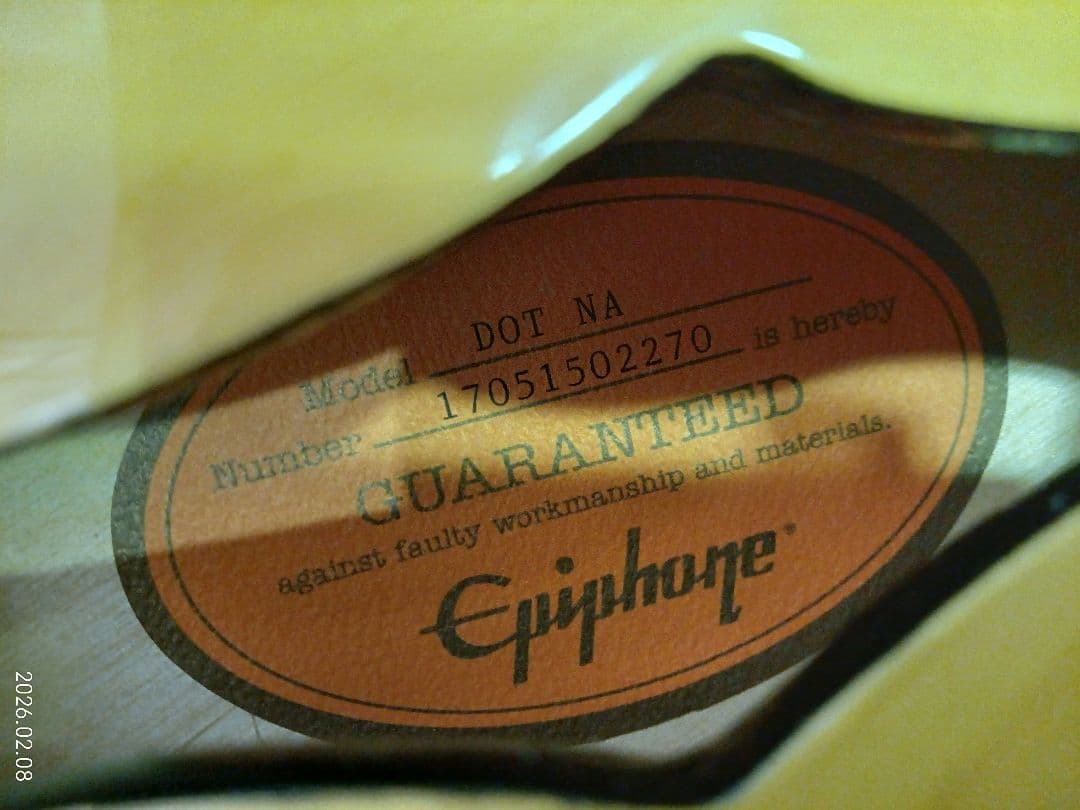 Model DOT NA
Number 17051502270 is hereby
GUARANTEED
against faulty workmanship and materials.
Epiphone®
2026.02.08